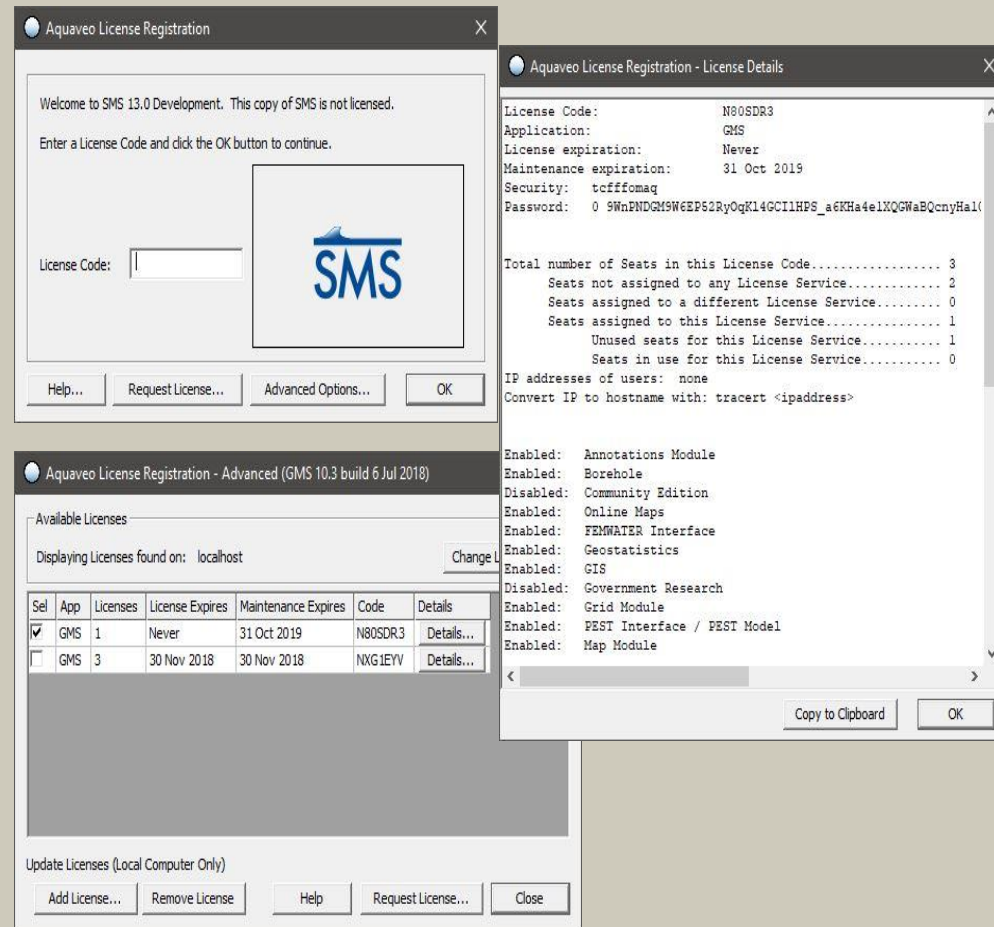 Aquaveo License Registration
Welcome to SMS 13.0 Development. This copy of SMS is not licensed.
Enter a License Code and click the OK button to continue.
License Code:
SMS
Help...
Request License...
Advanced Options...
OK
Aquaveo License Registration - License Details
License Code: N80SDR3
Application: GMS
License expiration: Never
Maintenance expiration: 31 Oct 2019
Security: tcfffomaq
Password: 0
Total number of Seats in this License Code.................. 3
Seats not assigned to any License Service............. 2
Seats assigned to a different License Service......... 0
Seats assigned to this License Service................ 1
Unused seats for this License Service........... 1
Seats in use for this License Service........... 0
IP addresses of users: none
Convert IP to hostname with: tracert <ipaddress>
Enabled: Annotations Module
Enabled: Borehole
Disabled: Community Edition
Enabled: Online Maps
Enabled: FEMWATER Interface
Enabled: Geostatistics
Enabled: GIS
Disabled: Government Research
Enabled: Grid Module
Enabled: PEST Interface / PEST Model
Enabled: Map Module
Copy to Clipboard
OK
Aquaveo License Registration - Advanced (GMS 10.3 build 6 Jul 2018)
Available Licenses
Displaying Licenses found on: localhost
Change L
Sel App Licenses License Expires Maintenance Expires Code Details
GMS 1 Never 31 Oct 2019 N80SDR3 Details...
GMS 3 30 Nov 2018 30 Nov 2018 NXG1EYV Details...
Update Licenses (Local Computer Only)
Add License...
Remove License
Help
Request License...
Close